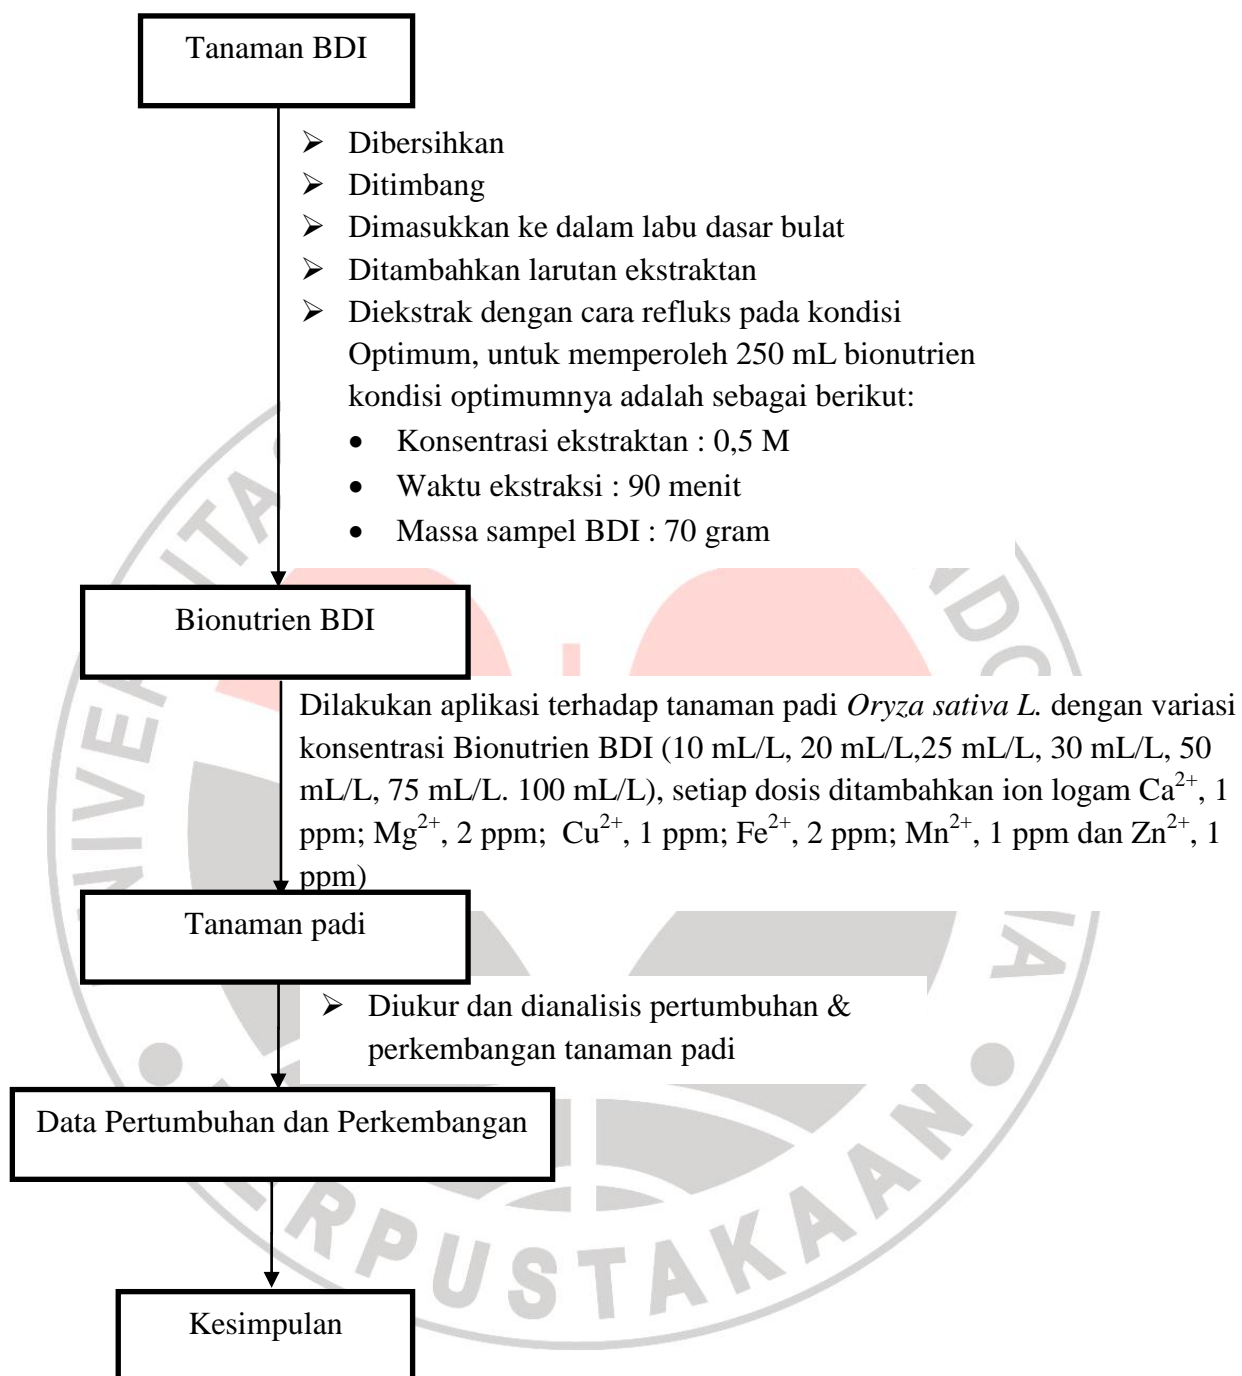 Tanaman BDI
➢ Dibersihkan
➢ Ditimbang
➢ Dimasukkan ke dalam labu dasar bulat
➢ Ditambahkan larutan ekstraktan
➢ Diekstrak dengan cara refluks pada kondisi
Optimum, untuk memperoleh 250 mL bionutrien
kondisi optimumnya adalah sebagai berikut:
• Konsentrasi ekstraktan : 0,5 M
• Waktu ekstraksi : 90 menit
• Massa sampel BDI : 70 gram
Bionutrien BDI
Dilakukan aplikasi terhadap tanaman padi Oryza sativa L. dengan variasi
konsentrasi Bionutrien BDI (10 mL/L, 20 mL/L,25 mL/L, 30 mL/L, 50
mL/L, 75 mL/L. 100 mL/L), setiap dosis ditambahkan ion logam Ca²⁺, 1
ppm; Mg²⁺, 2 ppm; Cu²⁺, 1 ppm; Fe²⁺, 2 ppm; Mn²⁺, 1 ppm dan Zn²⁺, 1
ppm)
Tanaman padi
➢ Diukur dan dianalisis pertumbuhan &
perkembangan tanaman padi
Data Pertumbuhan dan Perkembangan
Kesimpulan